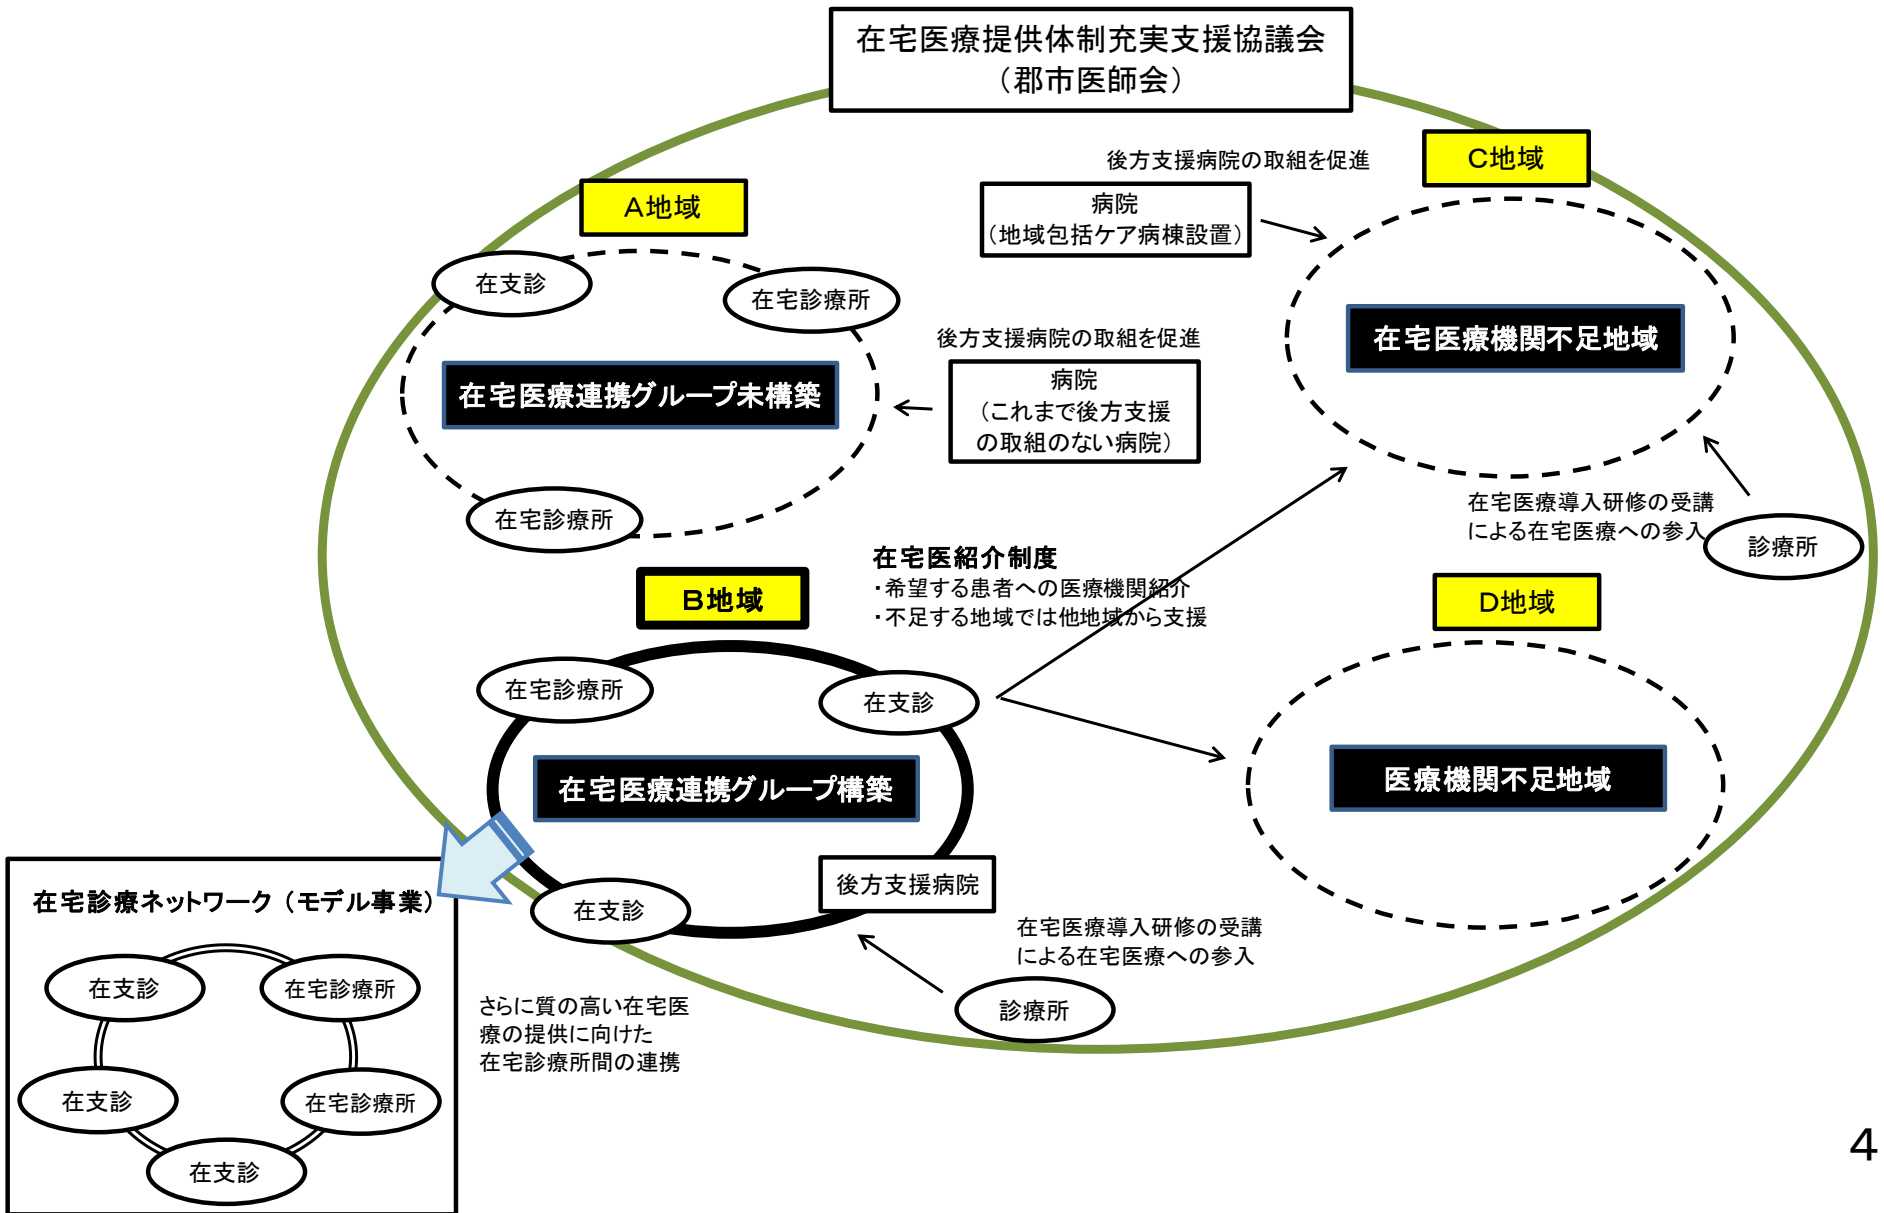 在宅医療提供体制充実支援協議会
（郡市医師会）
A地域
在支診
在宅診療所
在宅医療連携グループ未構築
在宅診療所
後方支援病院の取組を促進
病院
（これまで後方支援
の取組のない病院）
後方支援病院の取組を促進
病院
（地域包括ケア病棟設置）
C地域
在宅医療機関不足地域
在宅医療導入研修の受講
による在宅医療への参入
診療所
在宅医紹介制度
・希望する患者への医療機関紹介
・不足する地域では他地域から支援
B地域
在宅診療所
在支診
在宅医療連携グループ構築
在支診
後方支援病院
在宅医療導入研修の受講
による在宅医療への参入
診療所
D地域
医療機関不足地域
さらに質の高い在宅医
療の提供に向けた
在宅診療所間の連携
在宅診療ネットワーク（モデル事業）
在支診
在宅診療所
在支診
在宅診療所
在支診
4